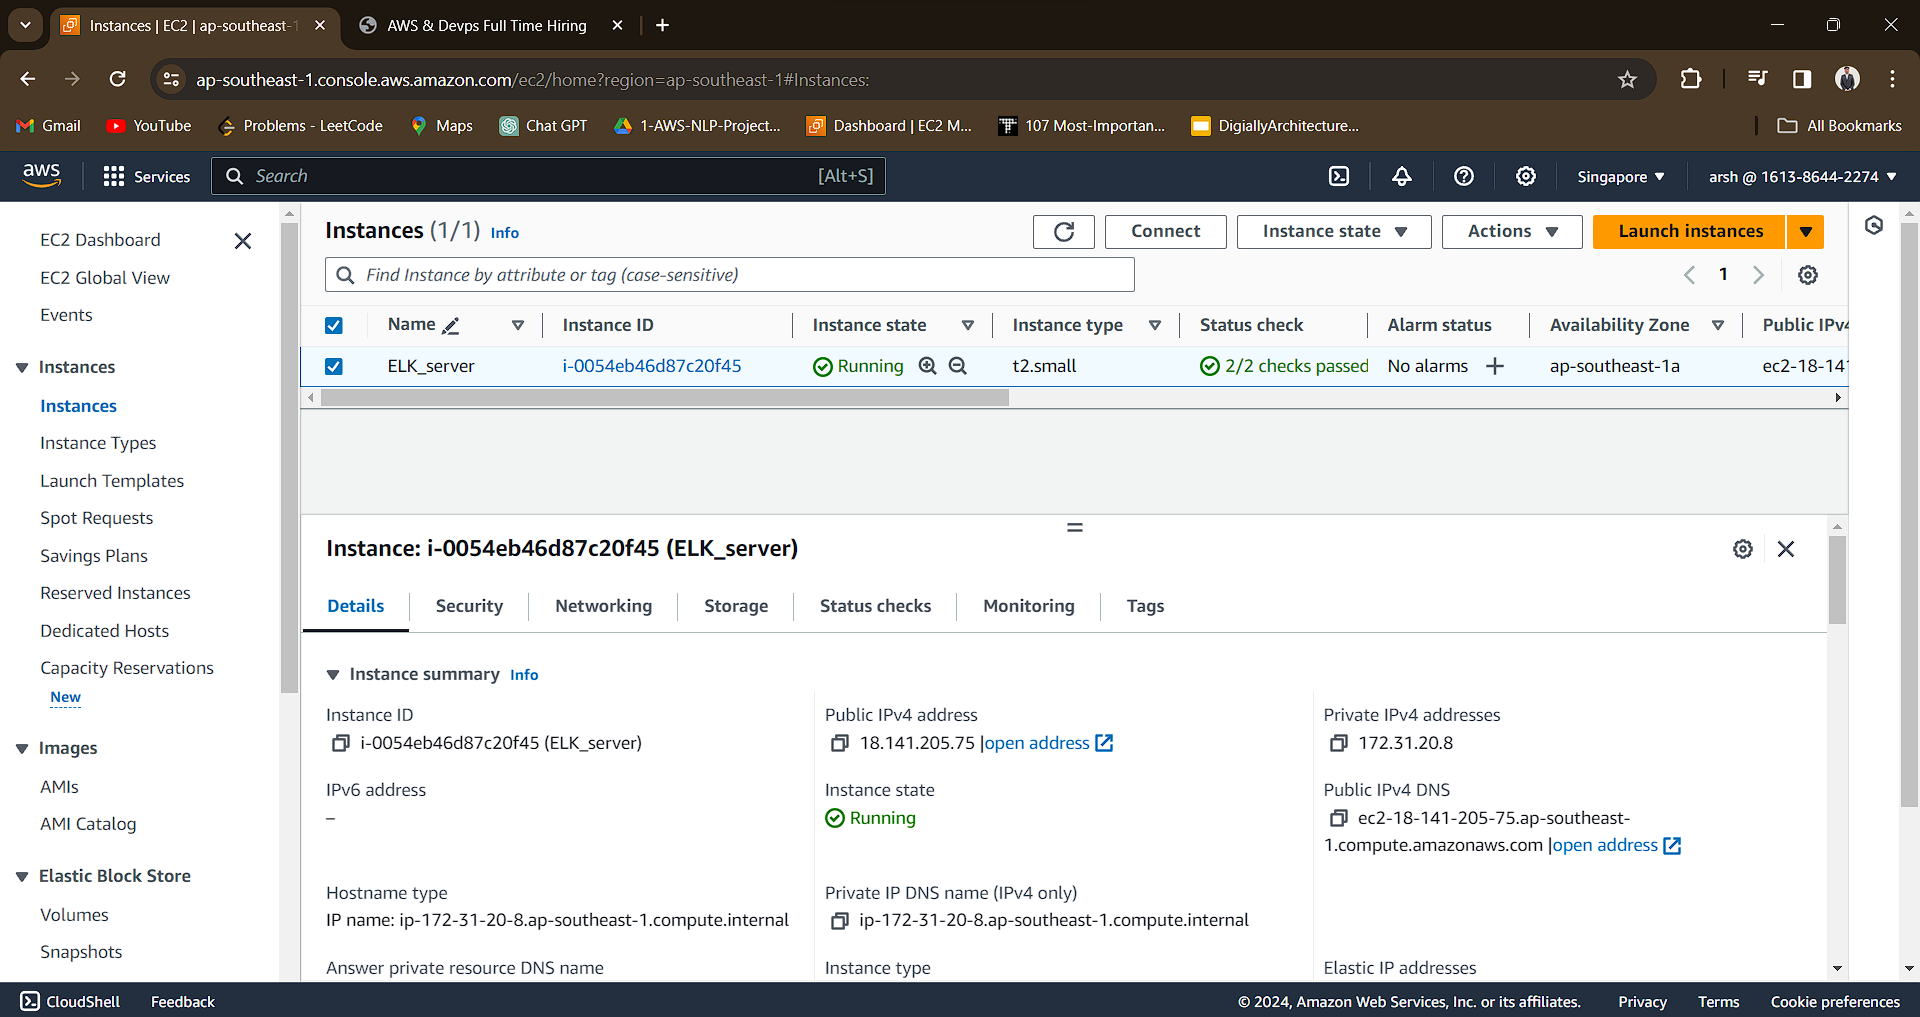 Instances | EC2 | ap-southeast-1
AWS & Devps Full Time Hiring
ap-southeast-1.console.aws.amazon.com/ec2/home?region=ap-southeast-1#Instances:
Gmail YouTube Problems - LeetCode Maps Chat GPT 1-AWS-NLP-Project... Dashboard | EC2 M... 107 Most-Importan... DigiallyArchitecture... All Bookmarks
aws Services Search [Alt+S] Singapore arsh @ 1613-8644-2274
EC2 Dashboard
EC2 Global View
Events
Instances
Instances
Instance Types
Launch Templates
Spot Requests
Savings Plans
Reserved Instances
Dedicated Hosts
Capacity Reservations
New
Images
AMIs
AMI Catalog
Elastic Block Store
Volumes
Snapshots
Instances (1/1) Info Connect Instance state Actions Launch instances
Find Instance by attribute or tag (case-sensitive) 1
Name Instance ID Instance state Instance type Status check Alarm status Availability Zone Public IPv4
ELK_server i-0054eb46d87c20f45 Running t2.small 2/2 checks passed No alarms ap-southeast-1a ec2-18-141
Instance: i-0054eb46d87c20f45 (ELK_server)
Details Security Networking Storage Status checks Monitoring Tags
Instance summary Info
Instance ID
i-0054eb46d87c20f45 (ELK_server)
Public IPv4 address
18.141.205.75 |open address
Private IPv4 addresses
172.31.20.8
IPv6 address
–
Instance state
Running
Public IPv4 DNS
ec2-18-141-205-75.ap-southeast-
1.compute.amazonaws.com |open address
Hostname type
IP name: ip-172-31-20-8.ap-southeast-1.compute.internal
Private IP DNS name (IPv4 only)
ip-172-31-20-8.ap-southeast-1.compute.internal
Answer private resource DNS name
Instance type
Elastic IP addresses
CloudShell Feedback © 2024, Amazon Web Services, Inc. or its affiliates. Privacy Terms Cookie preferences